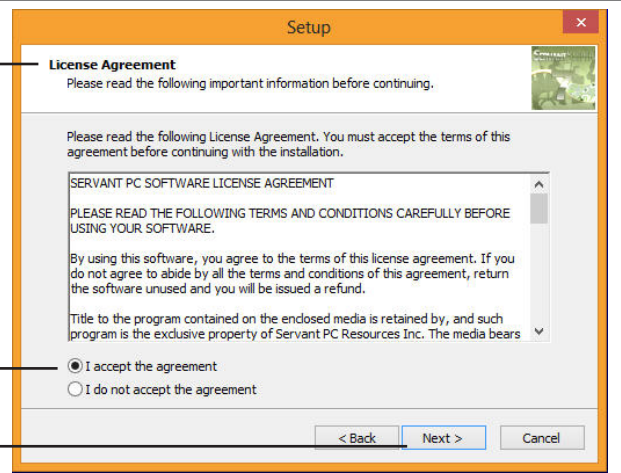 Setup
License Agreement
Please read the following important information before continuing.
Please read the following License Agreement. You must accept the terms of this
agreement before continuing with the installation.
SERVANT PC SOFTWARE LICENSE AGREEMENT
PLEASE READ THE FOLLOWING TERMS AND CONDITIONS CAREFULLY BEFORE
USING YOUR SOFTWARE.
By using this software, you agree to the terms of this license agreement. If you
do not agree to abide by all the terms and conditions of this agreement, return
the software unused and you will be issued a refund.
Title to the program contained on the enclosed media is retained by, and such
program is the exclusive property of Servant PC Resources Inc. The media bears
I accept the agreement
I do not accept the agreement
< Back
Next >
Cancel